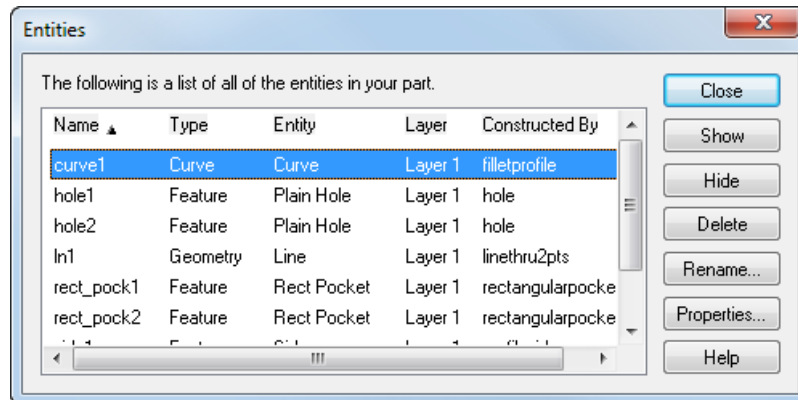 Entities
The following is a list of all of the entities in your part.
Name Type Entity Layer Constructed By
curve1 Curve Curve Layer 1 filletprofile
hole1 Feature Plain Hole Layer 1 hole
hole2 Feature Plain Hole Layer 1 hole
ln1 Geometry Line Layer 1 linethru2pts
rect_pock1 Feature Rect Pocket Layer 1 rectangularpocke
rect_pock2 Feature Rect Pocket Layer 1 rectangularpocke
Close
Show
Hide
Delete
Rename...
Properties...
Help